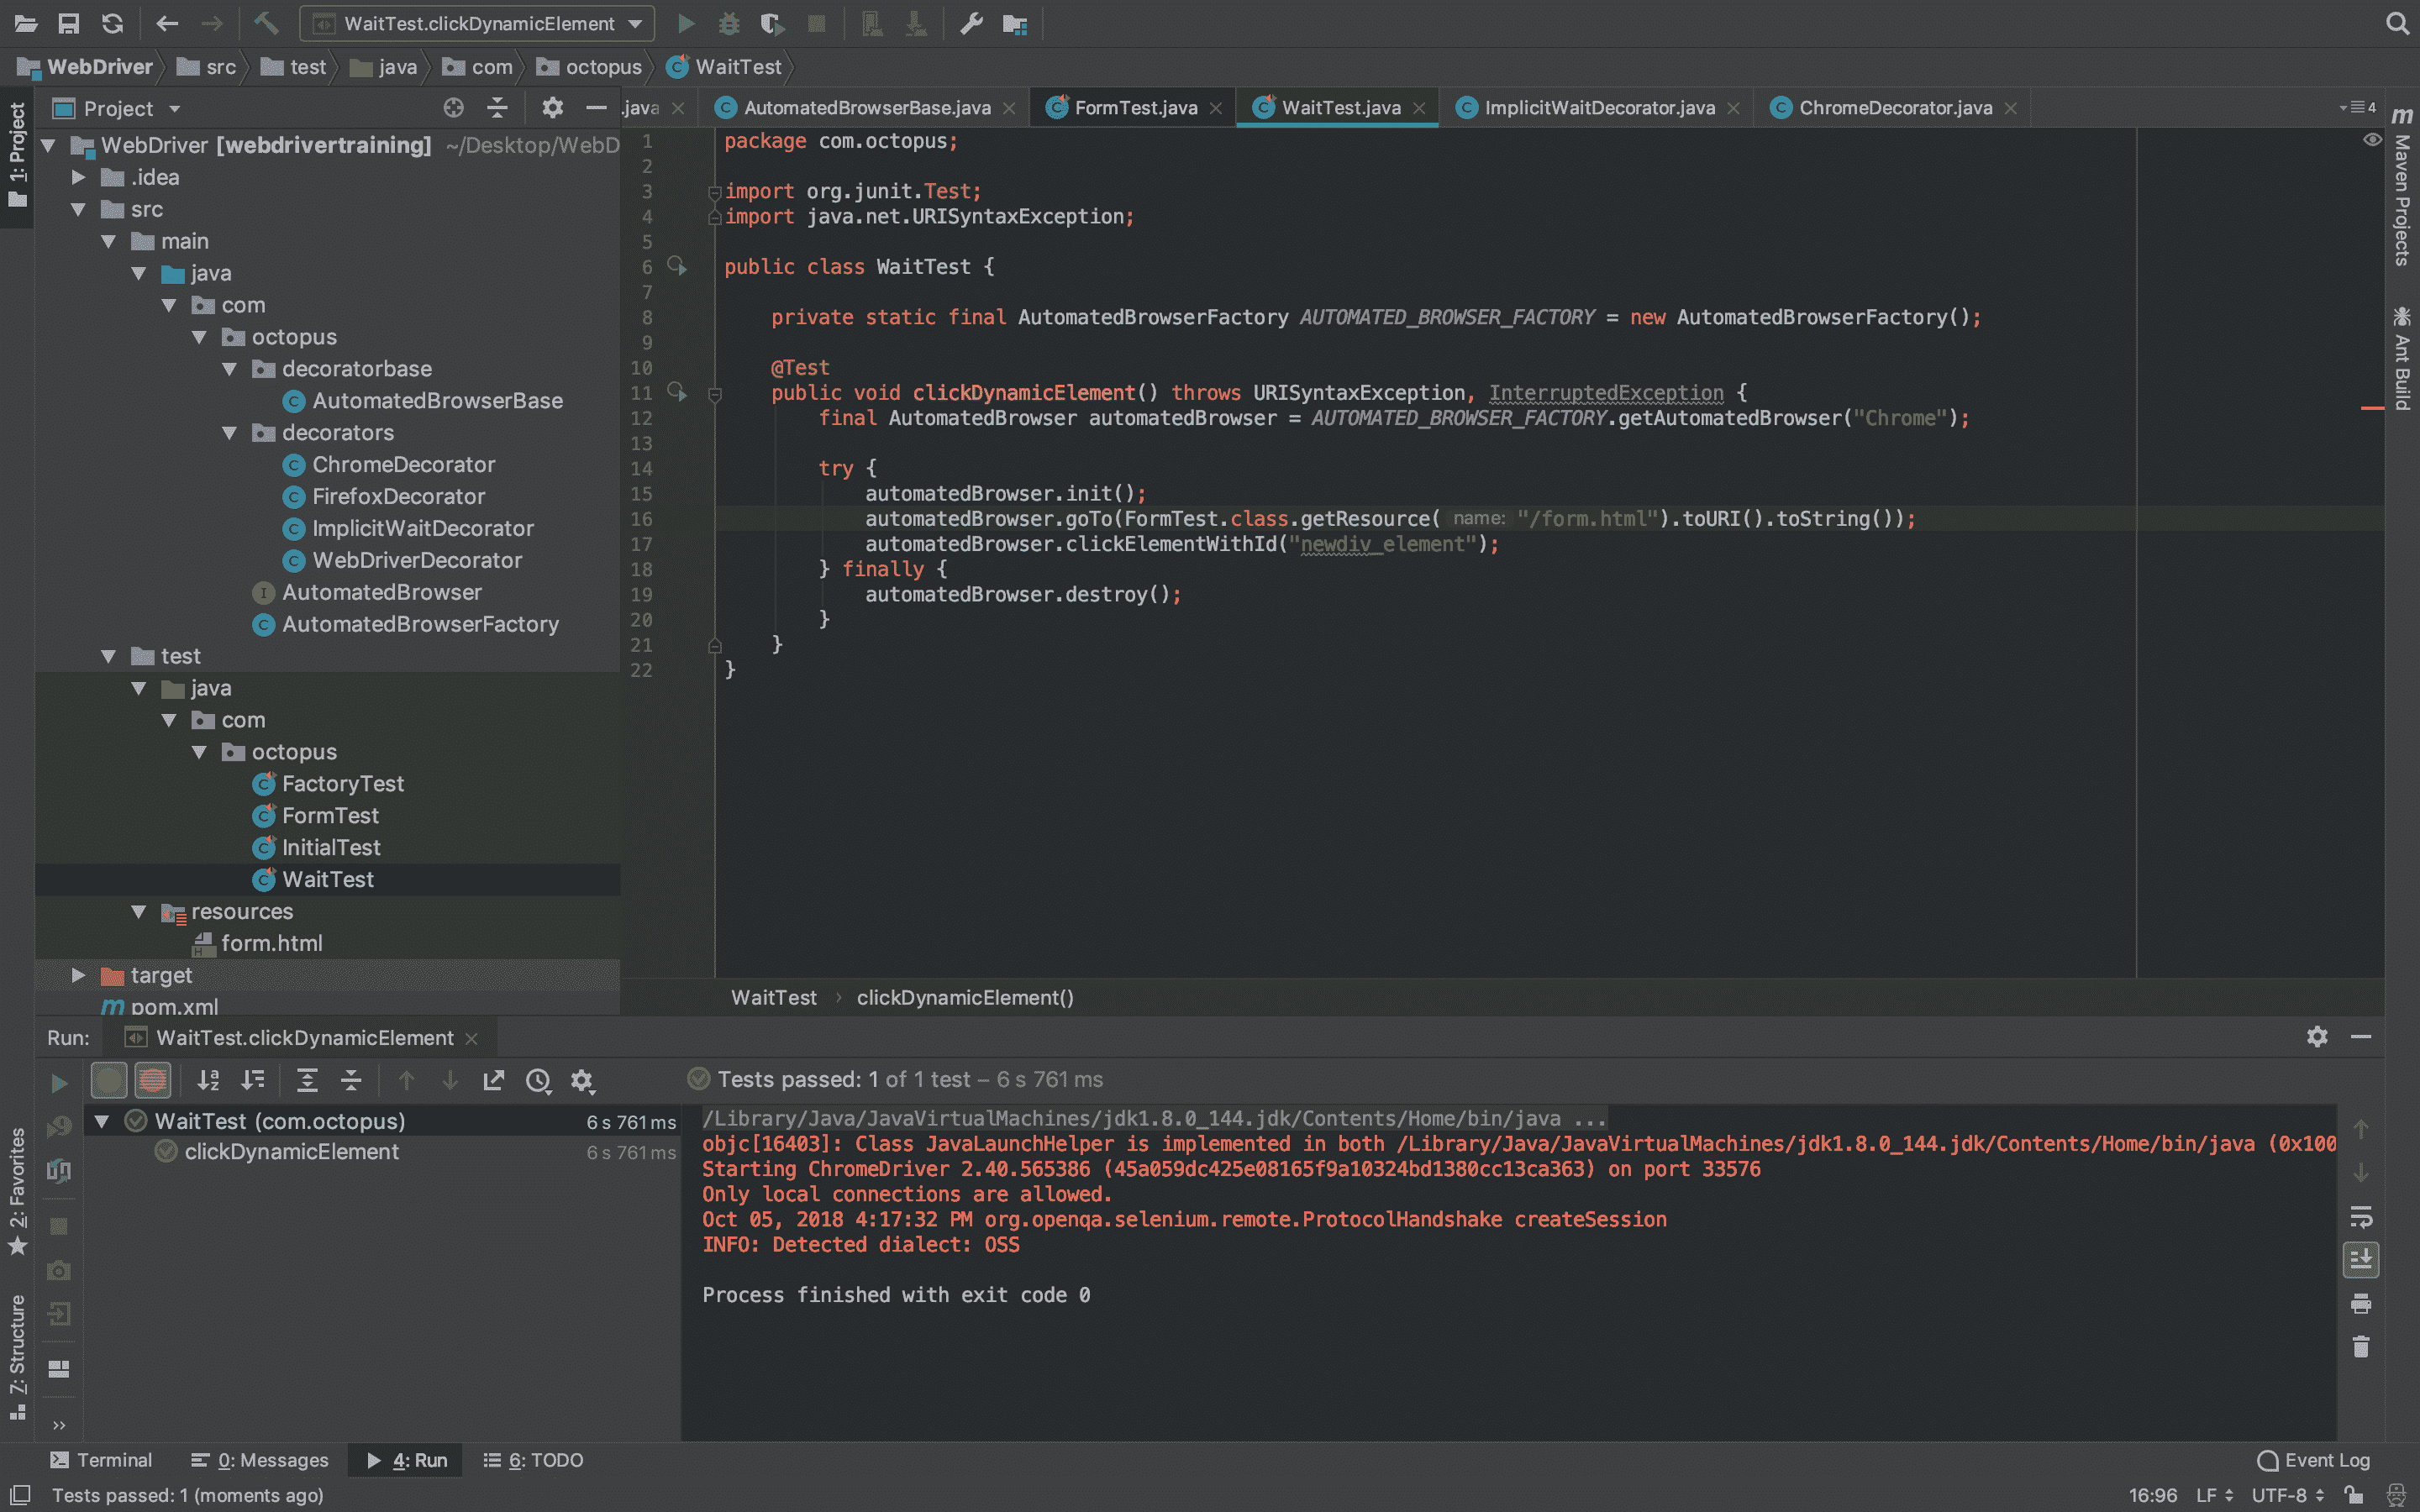 WaitTest.clickDynamicElement
WebDriver src test java com octopus WaitTest
1: Project
Project
.java AutomatedBrowserBase.java FormTest.java WaitTest.java ImplicitWaitDecorator.java ChromeDecorator.java 4
WebDriver [webdrivertraining] ~/Desktop/WebD
.idea
src
main
java
com
octopus
decoratorbase
AutomatedBrowserBase
decorators
ChromeDecorator
FirefoxDecorator
ImplicitWaitDecorator
WebDriverDecorator
AutomatedBrowser
AutomatedBrowserFactory
test
java
com
octopus
FactoryTest
FormTest
InitialTest
WaitTest
resources
form.html
target
pom.xml
1 package com.octopus;
2
3 import org.junit.Test;
4 import java.net.URISyntaxException;
5
6 public class WaitTest {
7
8 private static final AutomatedBrowserFactory AUTOMATED_BROWSER_FACTORY = new AutomatedBrowserFactory();
9
10 @Test
11 public void clickDynamicElement() throws URISyntaxException, InterruptedException {
12 final AutomatedBrowser automatedBrowser = AUTOMATED_BROWSER_FACTORY.getAutomatedBrowser("Chrome");
13
14 try {
15 automatedBrowser.init();
16 automatedBrowser.goTo(FormTest.class.getResource( name: "/form.html").toURI().toString());
17 automatedBrowser.clickElementWithId("newdiv_element");
18 } finally {
19 automatedBrowser.destroy();
20 }
21 }
22 }
WaitTest › clickDynamicElement()
Maven Projects
Ant Build
Run: WaitTest.clickDynamicElement
Tests passed: 1 of 1 test – 6 s 761 ms
WaitTest (com.octopus) 6 s 761 ms
clickDynamicElement 6 s 761 ms
/Library/Java/JavaVirtualMachines/jdk1.8.0_144.jdk/Contents/Home/bin/java ...
objc[16403]: Class JavaLaunchHelper is implemented in both /Library/Java/JavaVirtualMachines/jdk1.8.0_144.jdk/Contents/Home/bin/java (0x100
Starting ChromeDriver 2.40.565386 (45a059dc425e08165f9a10324bd1380cc13ca363) on port 33576
Only local connections are allowed.
Oct 05, 2018 4:17:32 PM org.openqa.selenium.remote.ProtocolHandshake createSession
INFO: Detected dialect: OSS
Process finished with exit code 0
2: Favorites
7: Structure
Terminal 0: Messages 4: Run 6: TODO Event Log
Tests passed: 1 (moments ago) 16:96 LF UTF-8